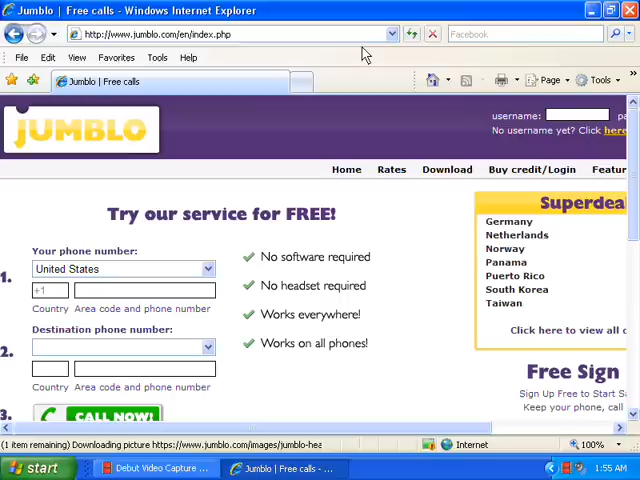 Jumblo | Free calls - Windows Internet Explorer
http://www.jumblo.com/en/index.php
Facebook
File Edit View Favorites Tools Help
Jumblo | Free calls
Page Tools
JUMBLO
username: pa
No username yet? Click here
Home Rates Download Buy credit/Login Featur
Try our service for FREE!
Superdeal
Germany
Netherlands
Norway
Panama
Puerto Rico
South Korea
Taiwan
Click here to view all c
1.
Your phone number:
United States
+1
Country Area code and phone number
No software required
No headset required
Works everywhere!
Works on all phones!
2.
Destination phone number:
Country Area code and phone number
3.
CALL NOW!
Free Sign
Sign Up Free to Start Sa
Keep your phone, call
(1 item remaining) Downloading picture https://www.jumblo.com/images/jumblo-hea
Internet
100%
start
Debut Video Capture ...
Jumblo | Free calls - ...
1:55 AM